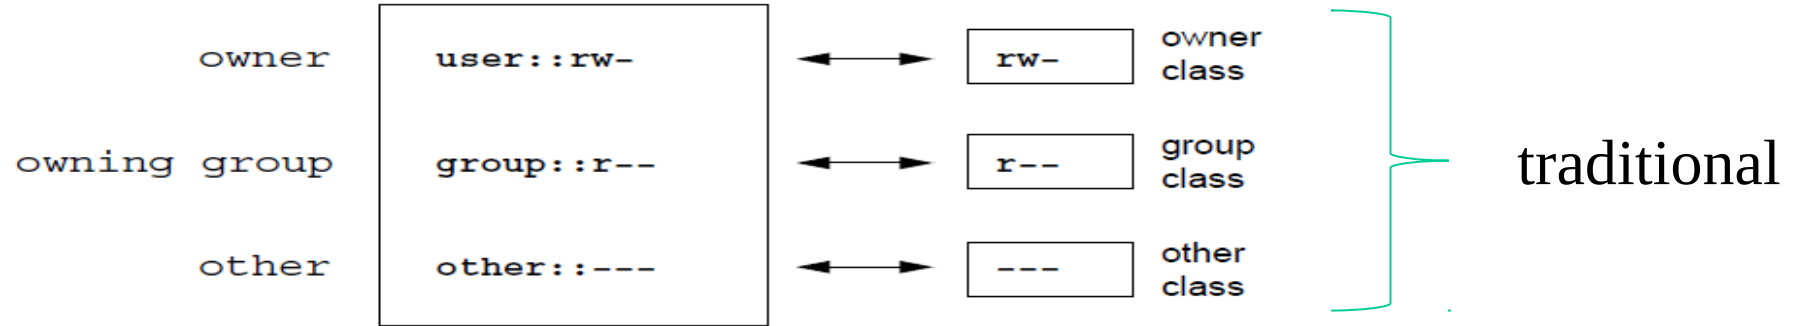 owner user::rw- rw- owner
class
owning group group::r-- r-- group
class
traditional
other other::--- --- other
class